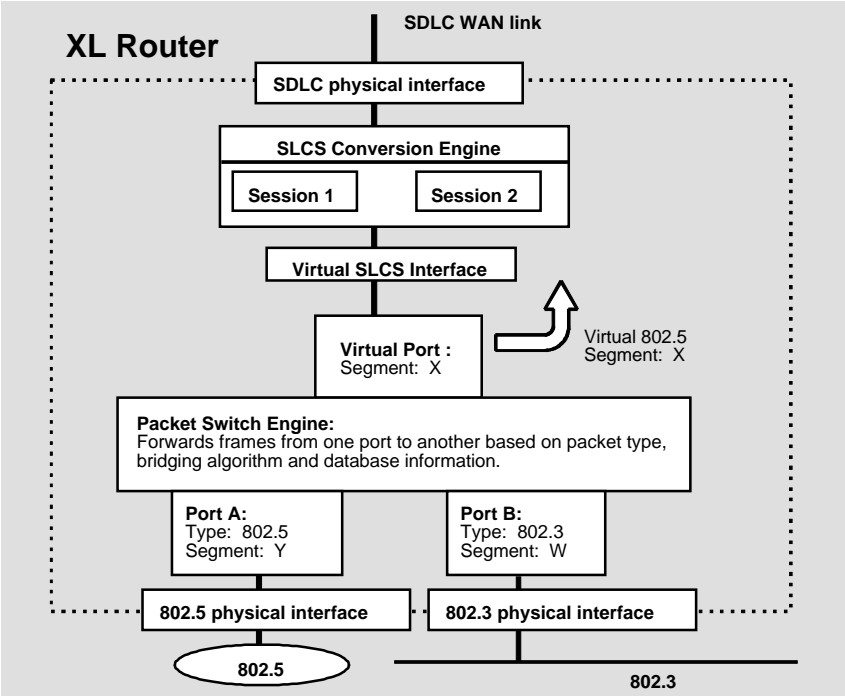 SDLC WAN link
XL Router
SDLC physical interface
SLCS Conversion Engine
Session 1
Session 2
Virtual SLCS Interface
Virtual Port :
Segment: X
Virtual 802.5
Segment: X
Packet Switch Engine:
Forwards frames from one port to another based on packet type,
bridging algorithm and database information.
Port A:
Type: 802.5
Segment: Y
Port B:
Type: 802.3
Segment: W
802.5 physical interface
802.3 physical interface
802.5
802.3